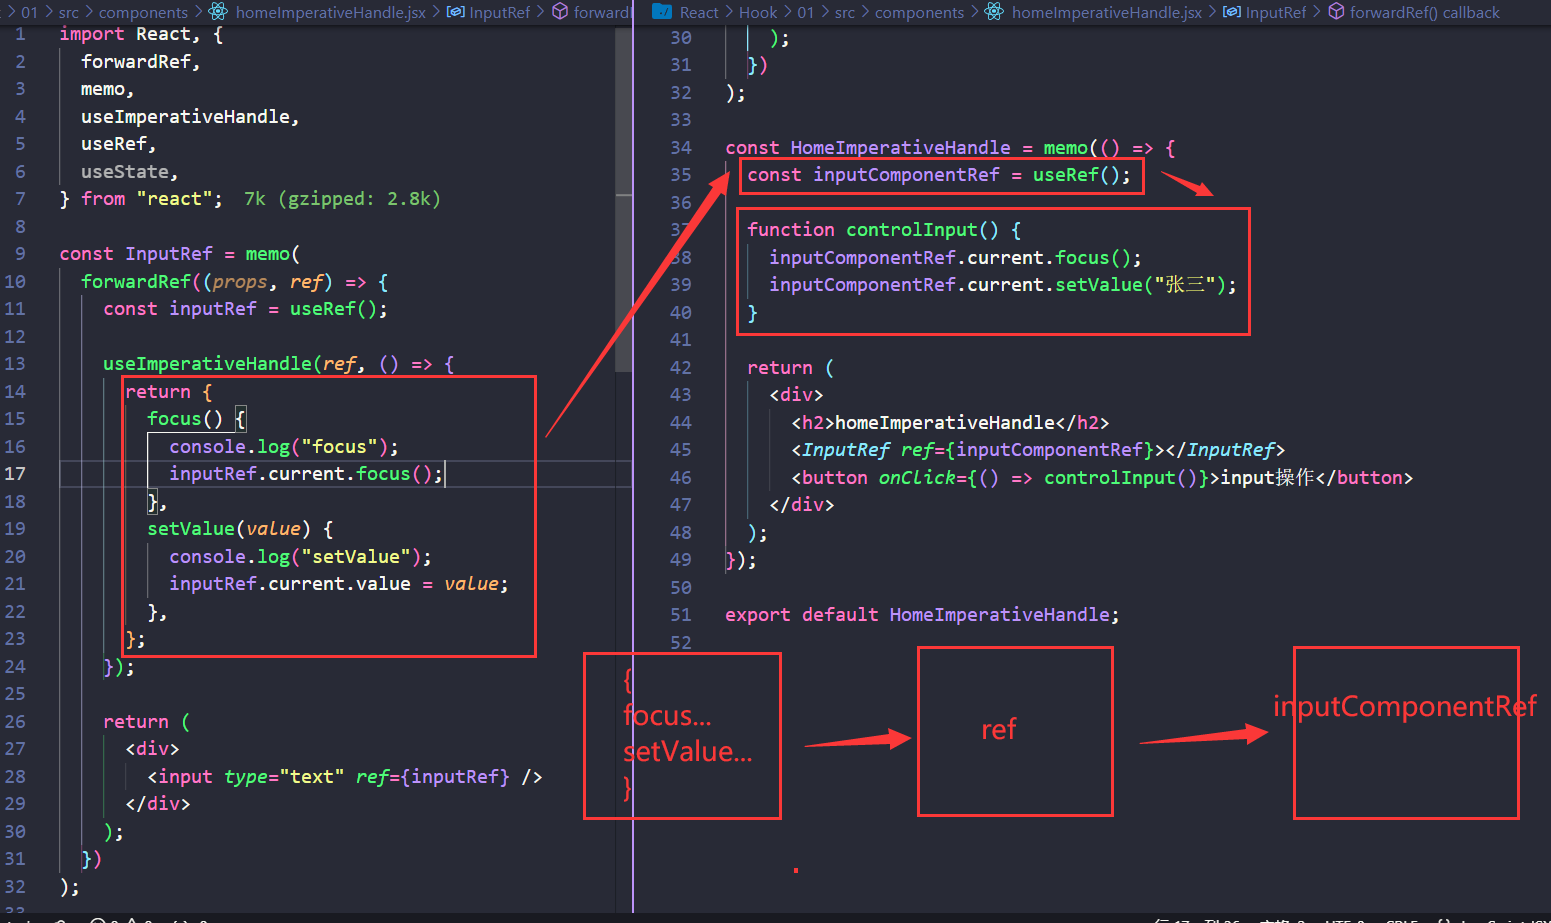 01 > src > components > homeImperativeHandle.jsx > InputRef > forward
1 import React, {
2 forwardRef,
3 memo,
4 useImperativeHandle,
5 useRef,
6 useState,
7 } from "react"; 7k (gzipped: 2.8k)
8
9 const InputRef = memo(
10 forwardRef((props, ref) => {
11 const inputRef = useRef();
12
13 useImperativeHandle(ref, () => {
14 return {
15 focus() {
16 console.log("focus");
17 inputRef.current.focus();
18 },
19 setValue(value) {
20 console.log("setValue");
21 inputRef.current.value = value;
22 },
23 };
24 });
25
26 return (
27 <div>
28 <input type="text" ref={inputRef} />
29 </div>
30 );
31 })
32 );
React > Hook > 01 > src > components > homeImperativeHandle.jsx > InputRef > forwardRef() callback
30 );
31 })
32 );
33
34 const HomeImperativeHandle = memo(() => {
35 const inputComponentRef = useRef();
36
37 function controlInput() {
38 inputComponentRef.current.focus();
39 inputComponentRef.current.setValue("张三");
40 }
41
42 return (
43 <div>
44 <h2>homeImperativeHandle</h2>
45 <InputRef ref={inputComponentRef}></InputRef>
46 <button onClick={() => controlInput()}>input操作</button>
47 </div>
48 );
49 });
50
51 export default HomeImperativeHandle;
52
{
focus...
setValue...
}
ref
inputComponentRef